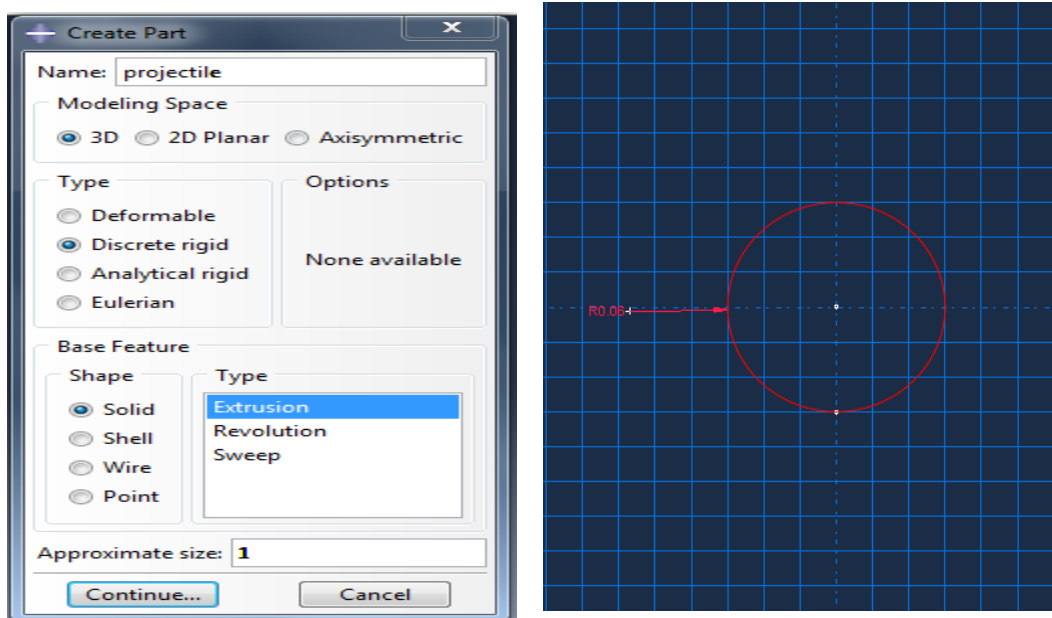 Create Part
Name: projectile
Modeling Space
3D 2D Planar Axisymmetric
Type
Deformable
Discrete rigid
Analytical rigid
Eulerian
Options
None available
Base Feature
Shape
Solid
Shell
Wire
Point
Type
Extrusion
Revolution
Sweep
Approximate size: 1
Continue... Cancel
R0.06